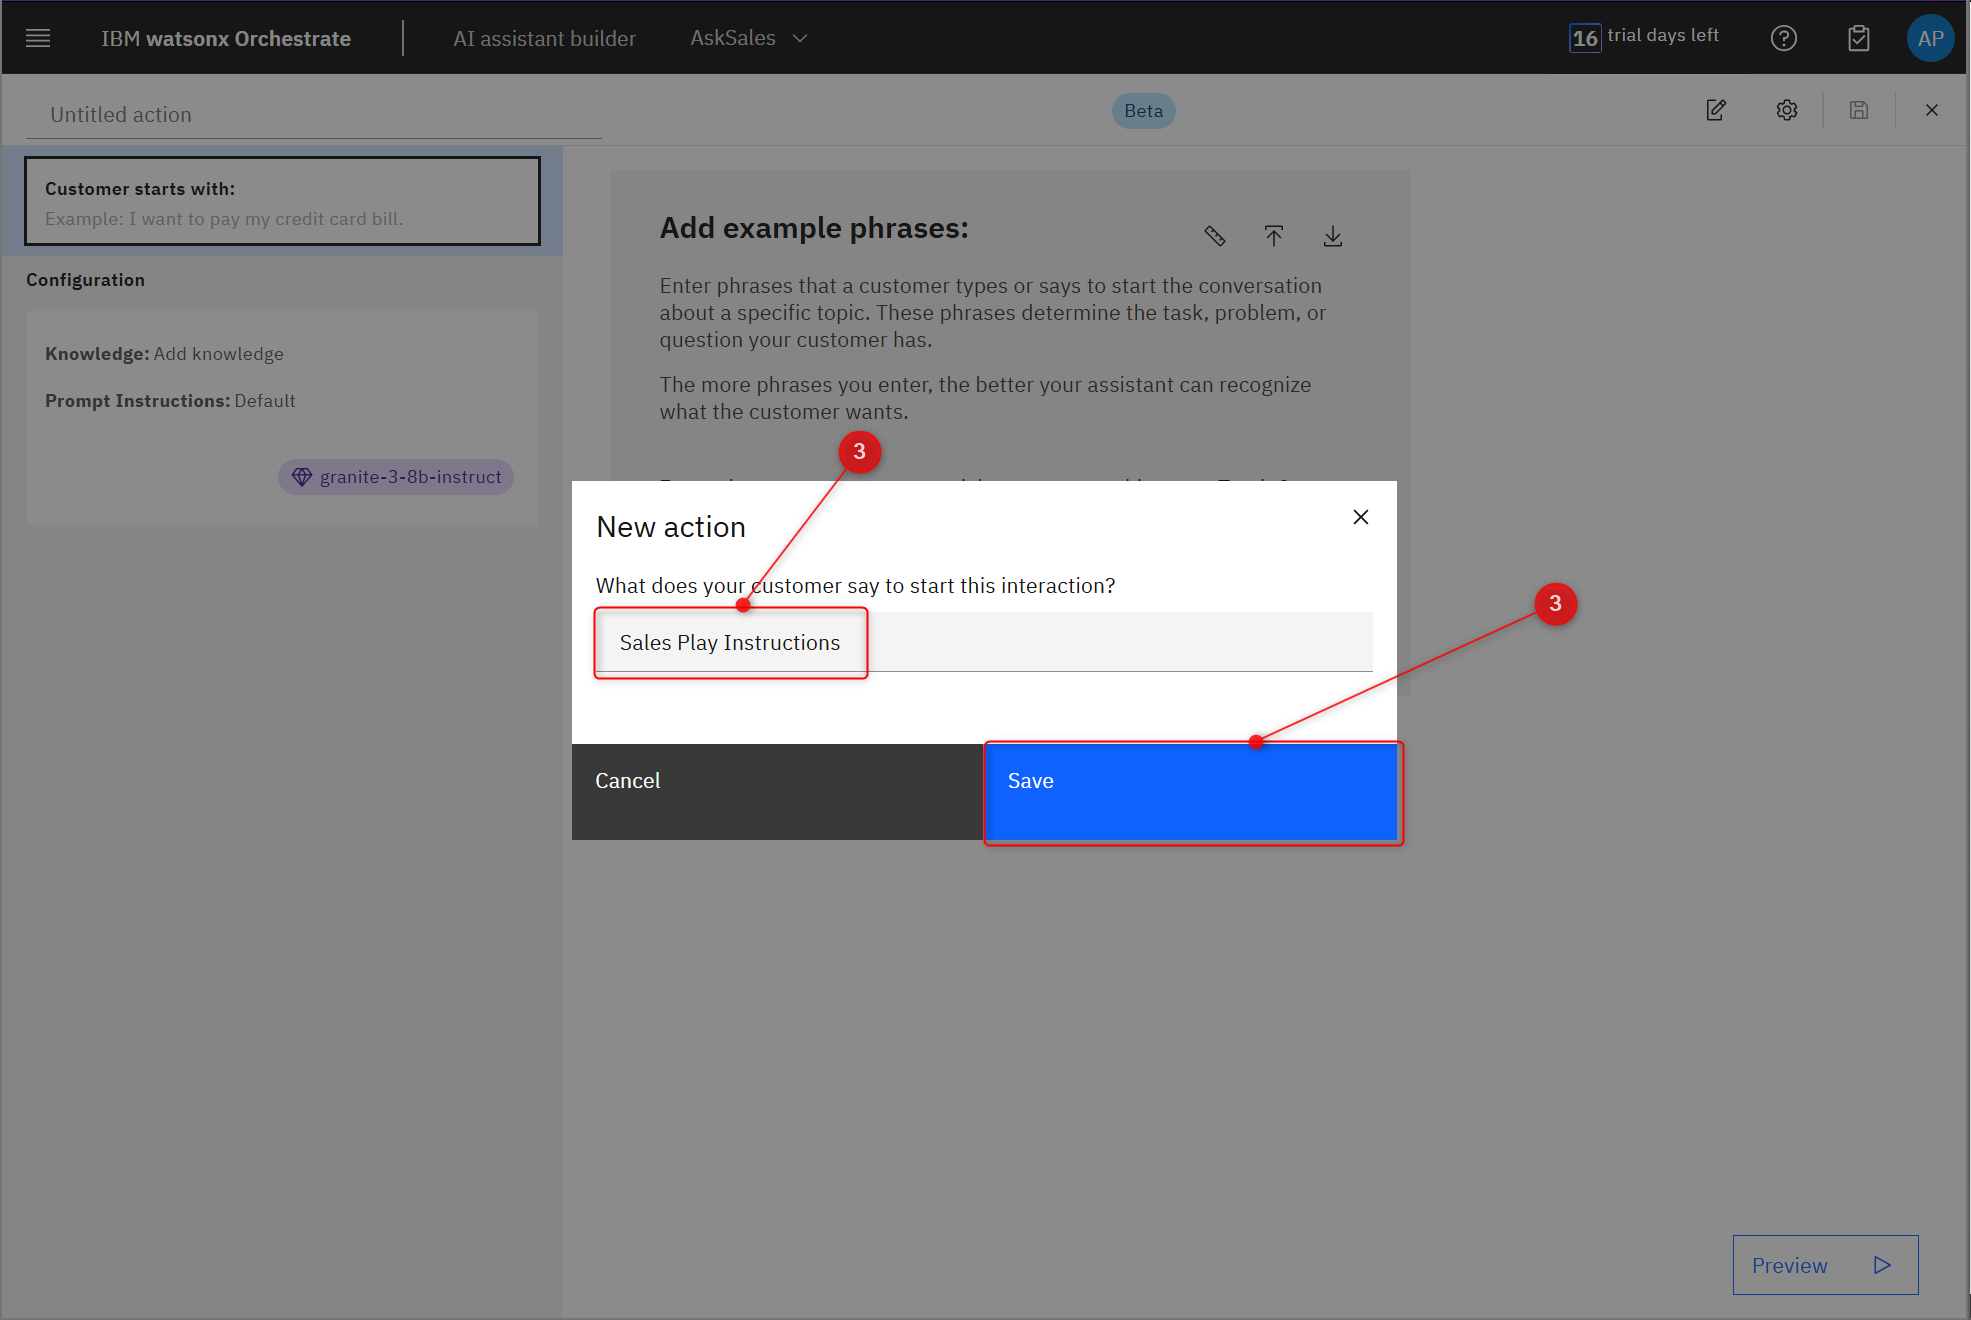 IBM watsonx Orchestrate
AI assistant builder
AskSales
16 trial days left
AP
Untitled action
Beta
Customer starts with:
Example: I want to pay my credit card bill.
Configuration
Knowledge: Add knowledge
Prompt Instructions: Default
granite-3-8b-instruct
Add example phrases:
Enter phrases that a customer types or says to start the conversation
about a specific topic. These phrases determine the task, problem, or
question your customer has.
The more phrases you enter, the better your assistant can recognize
what the customer wants.
3
New action
What does your customer say to start this interaction?
3
Sales Play Instructions
Cancel
Save
Preview